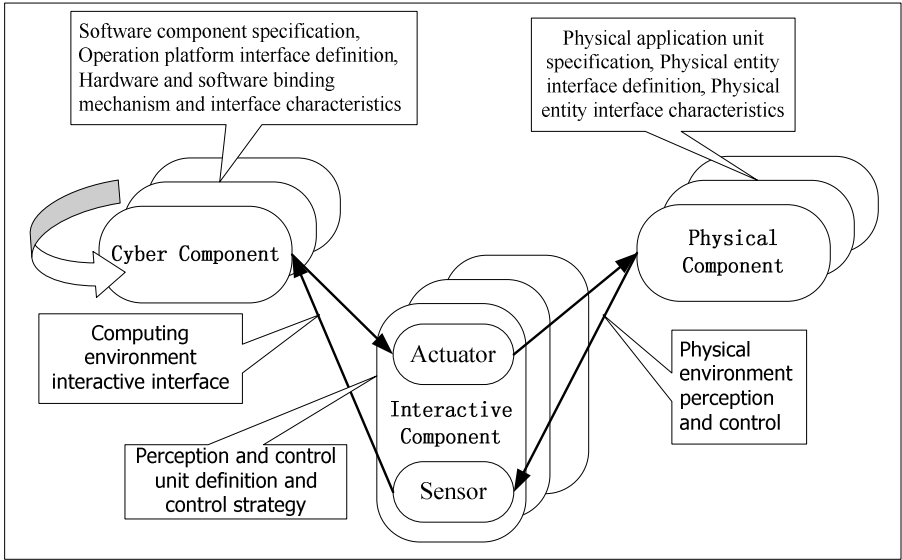 Software component specification,
Operation platform interface definition,
Hardware and software binding
mechanism and interface characteristics
Physical application unit
specification, Physical entity
interface definition, Physical
entity interface characteristics
Cyber Component
Physical
Component
Computing
environment
interactive interface
Actuator
Interactive
Component
Sensor
Physical
environment
perception
and control
Perception and control
unit definition and
control strategy